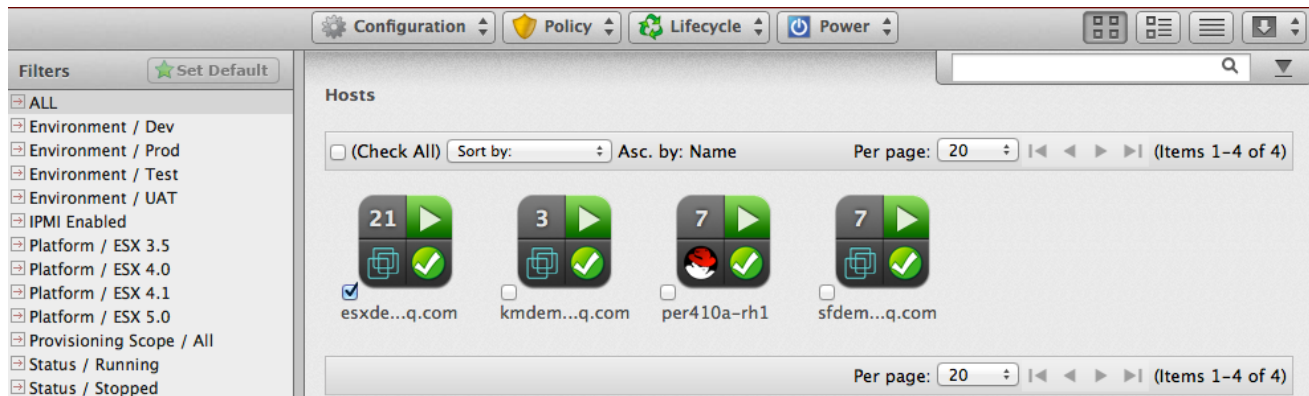 Configuration Policy Lifecycle Power
Filters Set Default
ALL
Environment / Dev
Environment / Prod
Environment / Test
Environment / UAT
IPMI Enabled
Platform / ESX 3.5
Platform / ESX 4.0
Platform / ESX 4.1
Platform / ESX 5.0
Provisioning Scope / All
Status / Running
Status / Stopped
Hosts
(Check All) Sort by: Asc. by: Name Per page: 20 (Items 1-4 of 4)
21 3 7 7
esxde...q.com kmdem...q.com per410a-rh1 sfdem...q.com
Per page: 20 (Items 1-4 of 4)